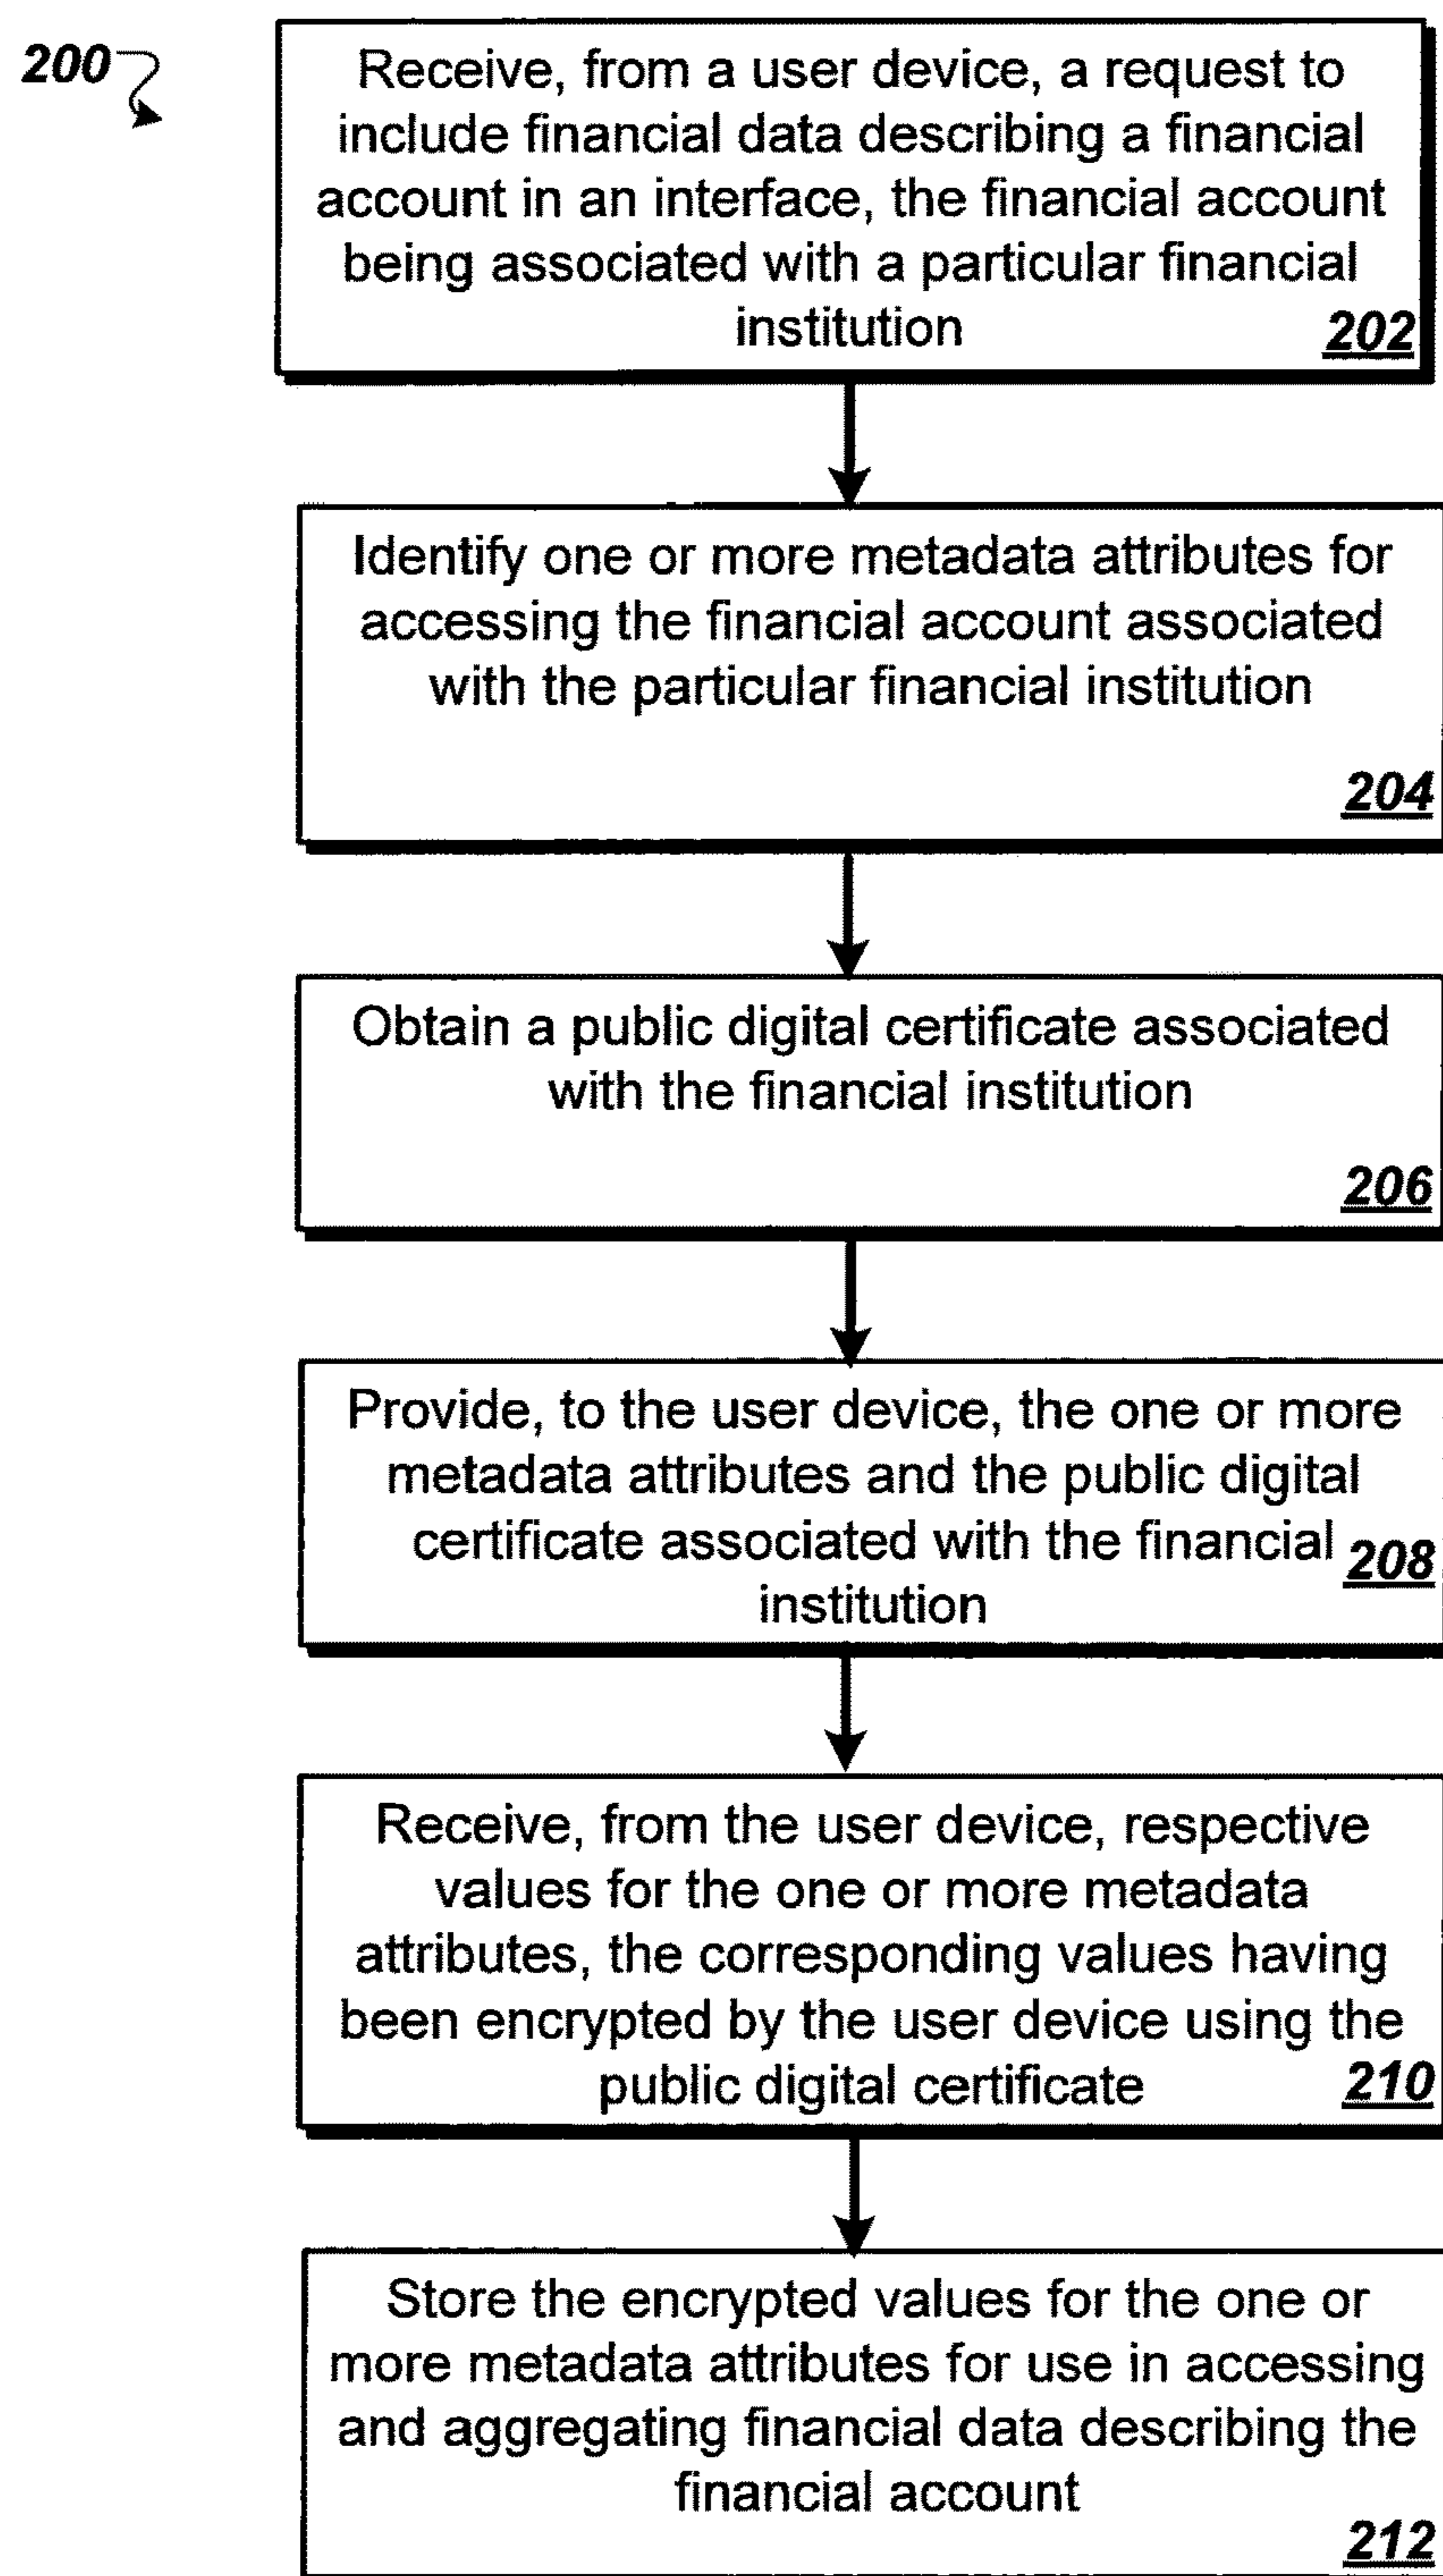 200
Receive, from a user device, a request to
include financial data describing a financial
account in an interface, the financial account
being associated with a particular financial
institution
202
Identify one or more metadata attributes for
accessing the financial account associated
with the particular financial institution
204
Obtain a public digital certificate associated
with the financial institution
206
Provide, to the user device, the one or more
metadata attributes and the public digital
certificate associated with the financial
208
institution
Receive, from the user device, respective
values for the one or more metadata
attributes, the corresponding values having
been encrypted by the user device using the
public digital certificate
210
Store the encrypted values for the one or
more metadata attributes for use in accessing
and aggregating financial data describing the
financial account
212